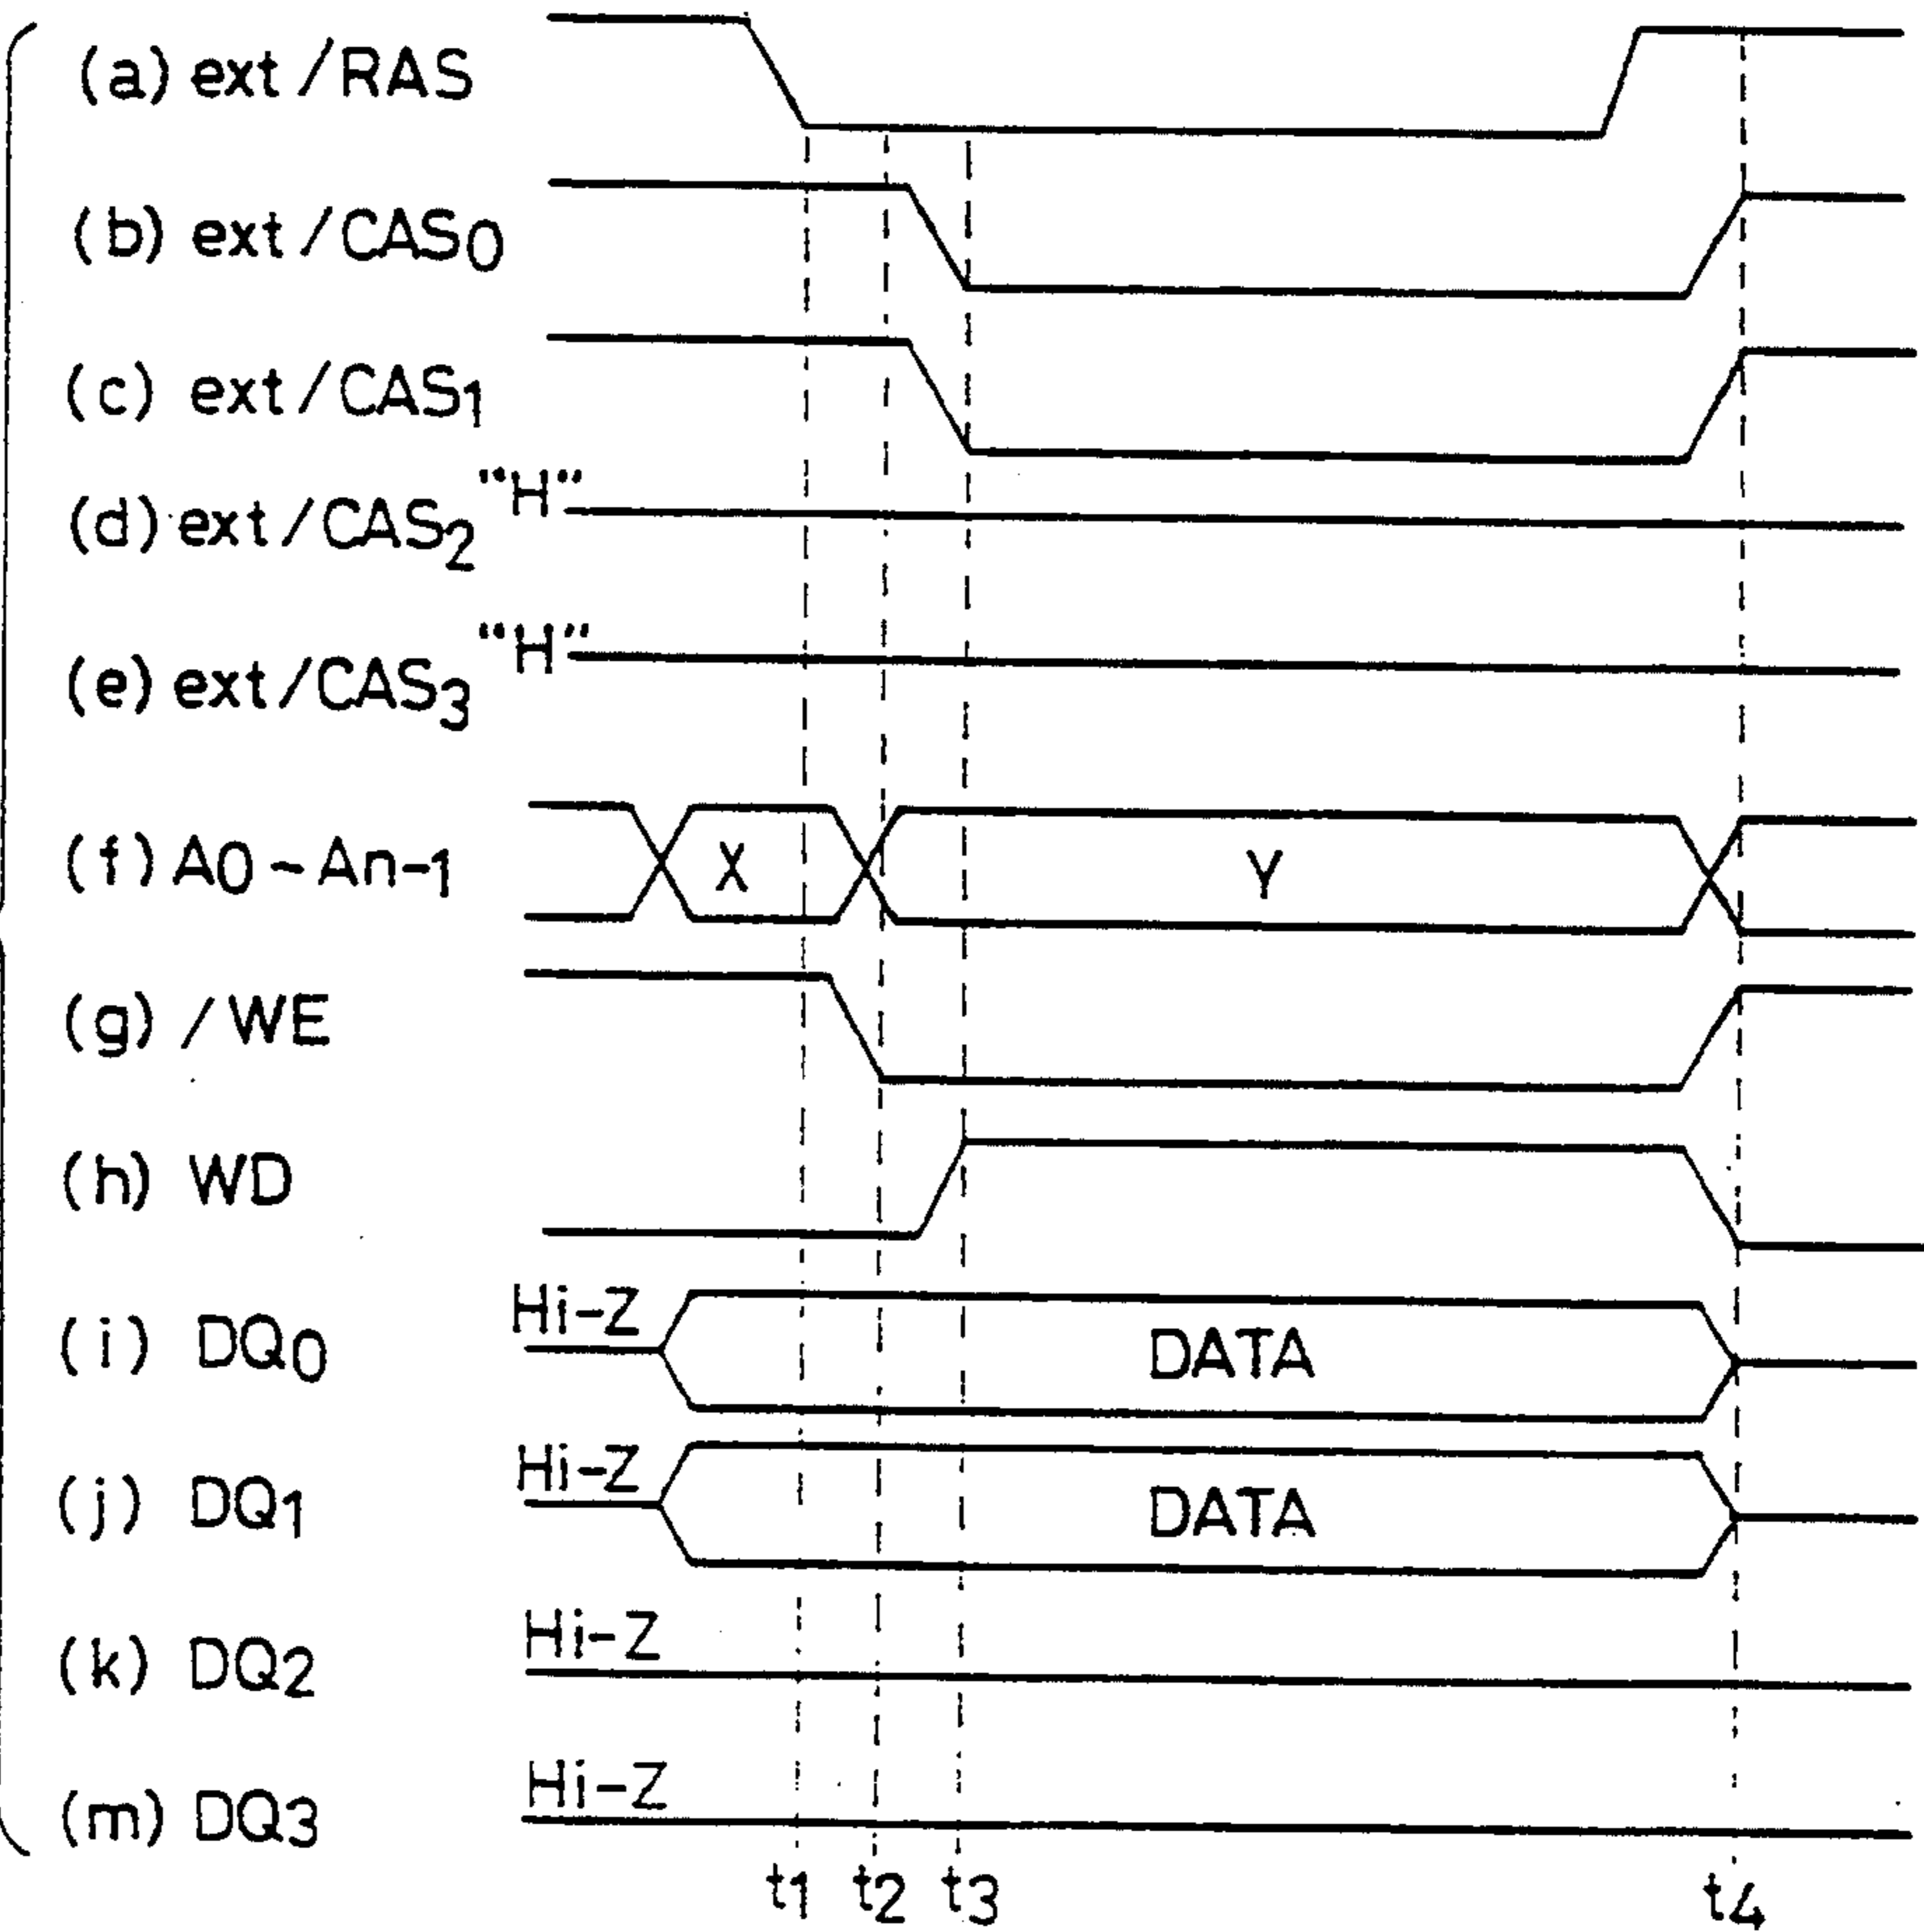 (a) ext/RAS
(b) ext/CAS0
(c) ext/CAS1
(d) ext/CAS2 "H"
(e) ext/CAS3 "H"
(f) A0~An-1 X Y
(g) /WE
(h) WD
(i) DQ0 Hi-Z DATA
(j) DQ1 Hi-Z DATA
(k) DQ2 Hi-Z
(m) DQ3 Hi-Z
t1 t2 t3 t4